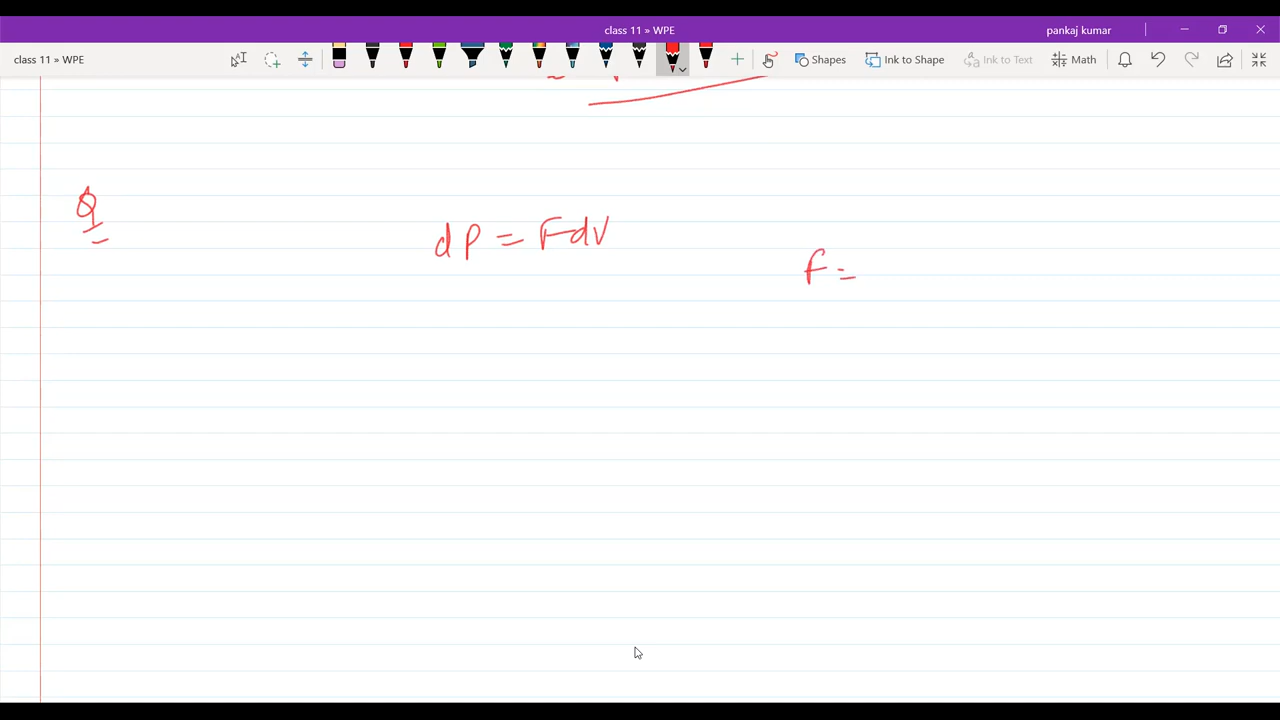 class 11 » WPE
pankaj kumar
class 11 » WPE
Shapes
Ink to Shape
Ink to Text
Math
Q
dP = FdV
f =